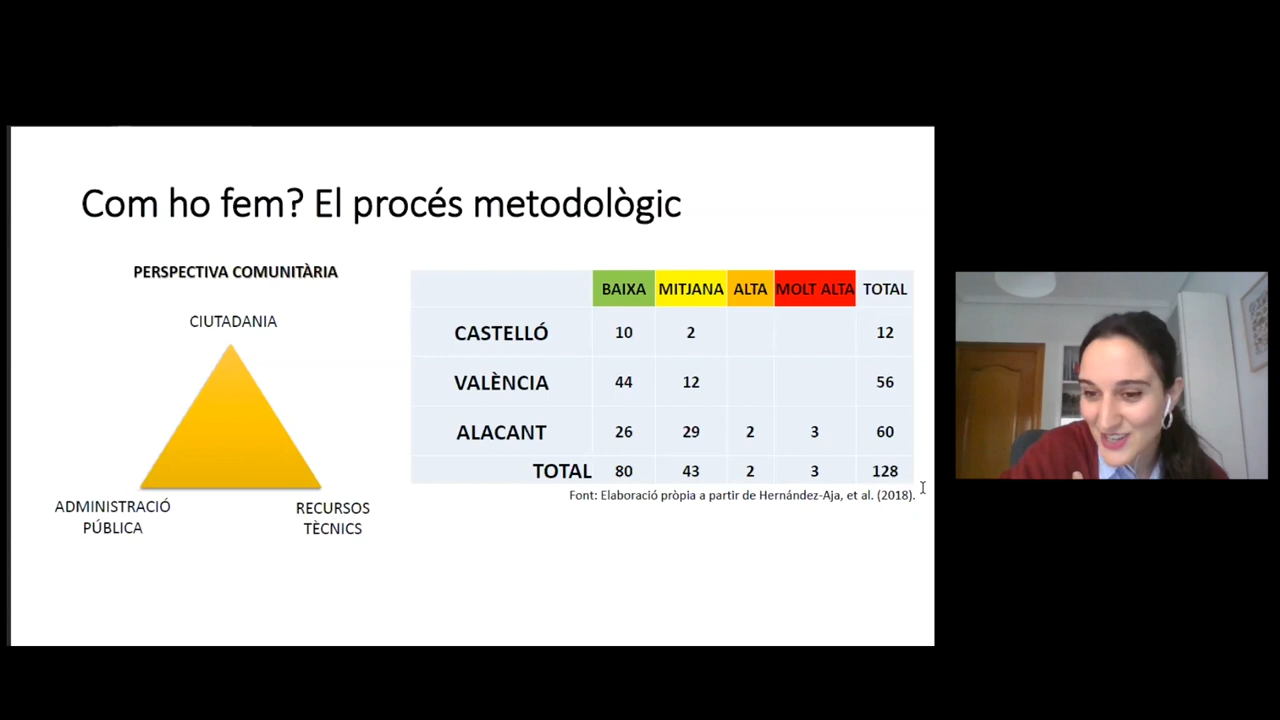 Com ho fem? El procés metodològic
PERSPECTIVA COMUNITÀRIA
CIUTADANIA
ADMINISTRACIÓ
PÚBLICA
RECURSOS
TÈCNICS
BAIXA MITJANA ALTA MOLT ALTA TOTAL
CASTELLÓ 10 2 12
VALÈNCIA 44 12 56
ALACANT 26 29 2 3 60
TOTAL 80 43 2 3 128
Font: Elaboració pròpia a partir de Hernández-Aja, et al. (2018).